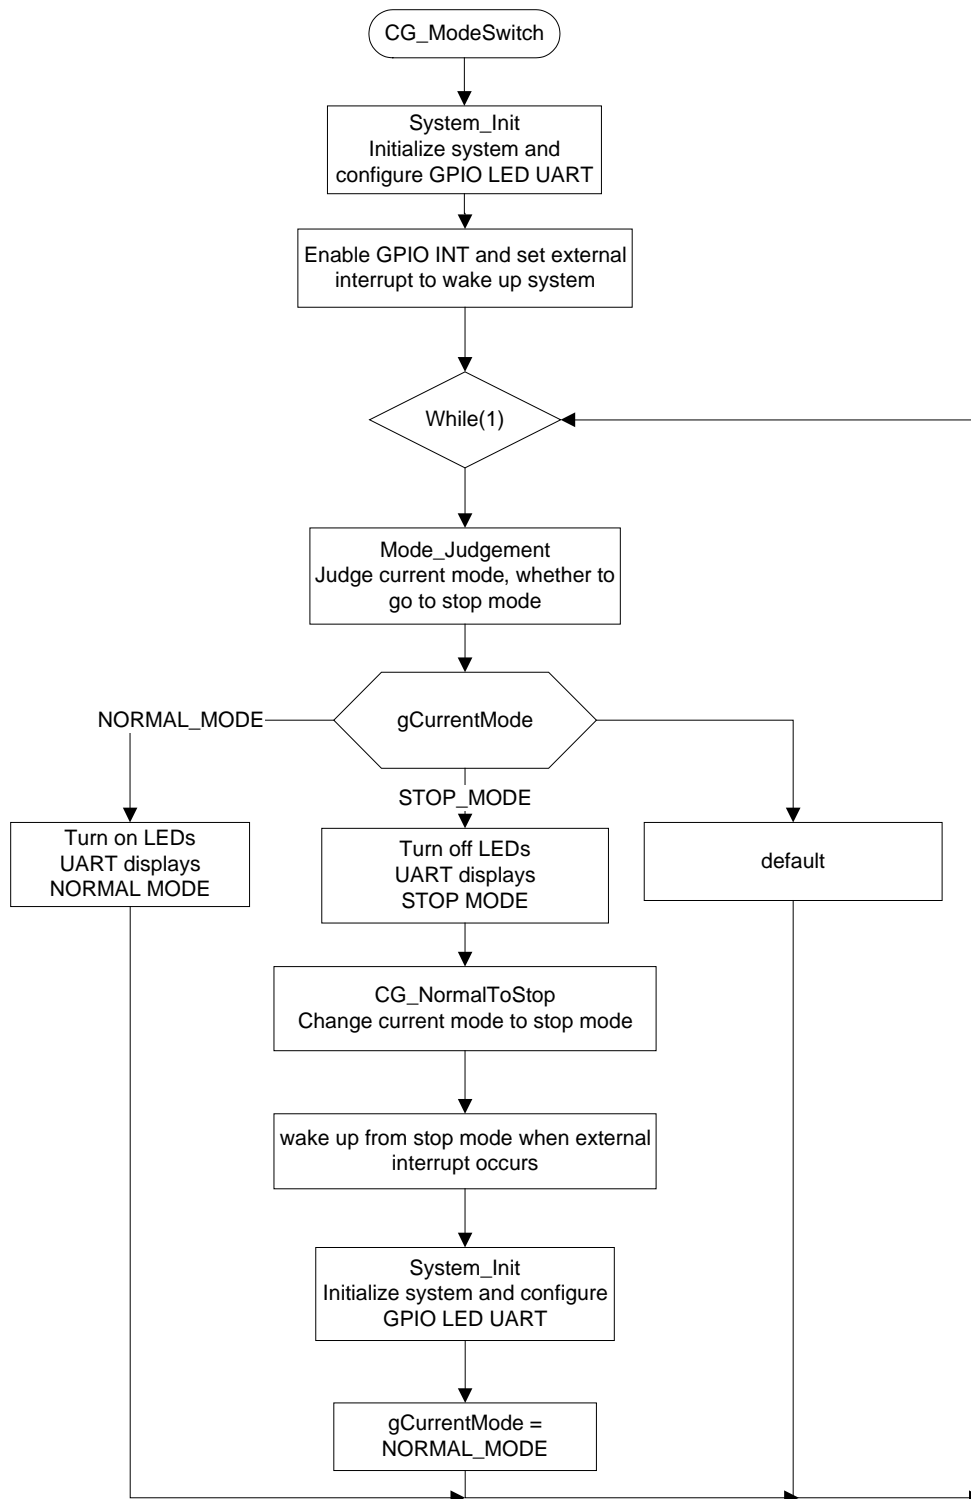 CG_ModeSwitch
System_Init
Initialize system and
configure GPIO LED UART
Enable GPIO INT and set external
interrupt to wake up system
While(1)
Mode_Judgement
Judge current mode, whether to
go to stop mode
gCurrentMode
NORMAL_MODE
STOP_MODE
Turn on LEDs
UART displays
NORMAL MODE
Turn off LEDs
UART displays
STOP MODE
default
CG_NormalToStop
Change current mode to stop mode
wake up from stop mode when external
interrupt occurs
System_Init
Initialize system and configure
GPIO LED UART
gCurrentMode =
NORMAL_MODE